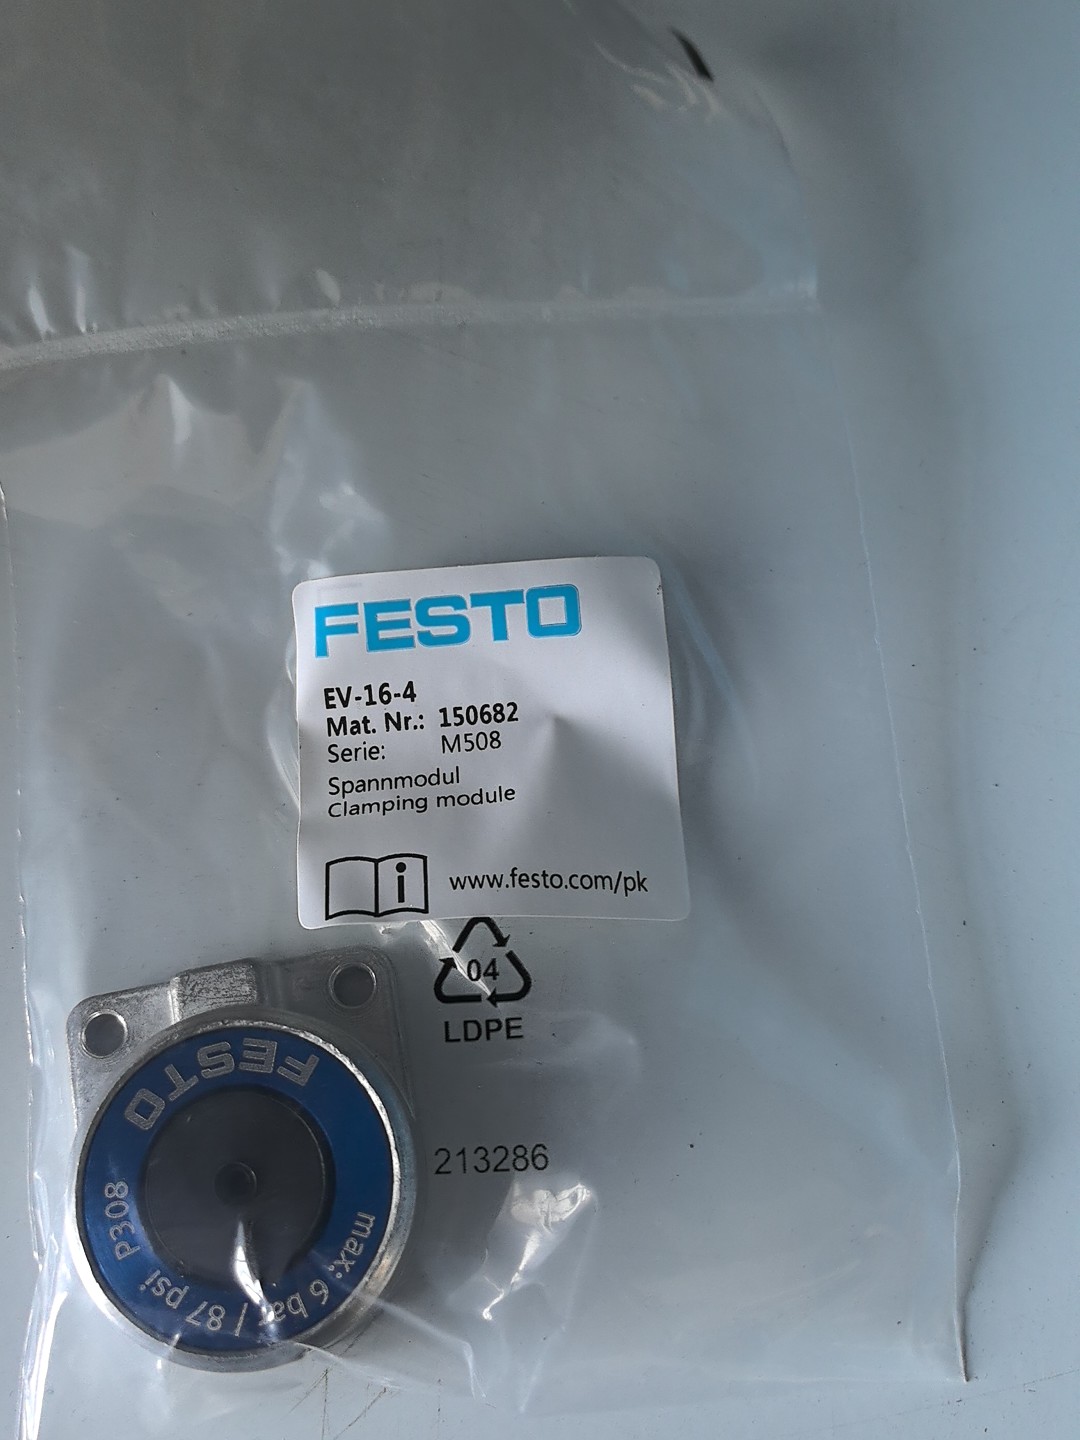 FESTO
EV-16-4
Mat. Nr.: 150682
Serie: M508
Spannmodul
Clamping module
i www.festo.com/pk
04
LDPE
213286
FESTO
max: 6 bar / 87 psi P308